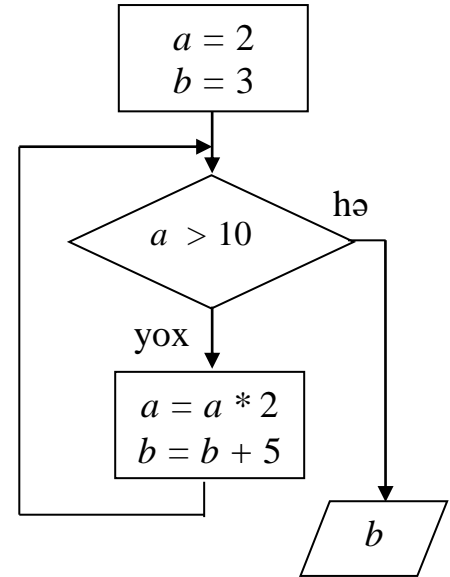 a = 2
b = 3
hə
a > 10
yox
a = a * 2
b = b + 5
b